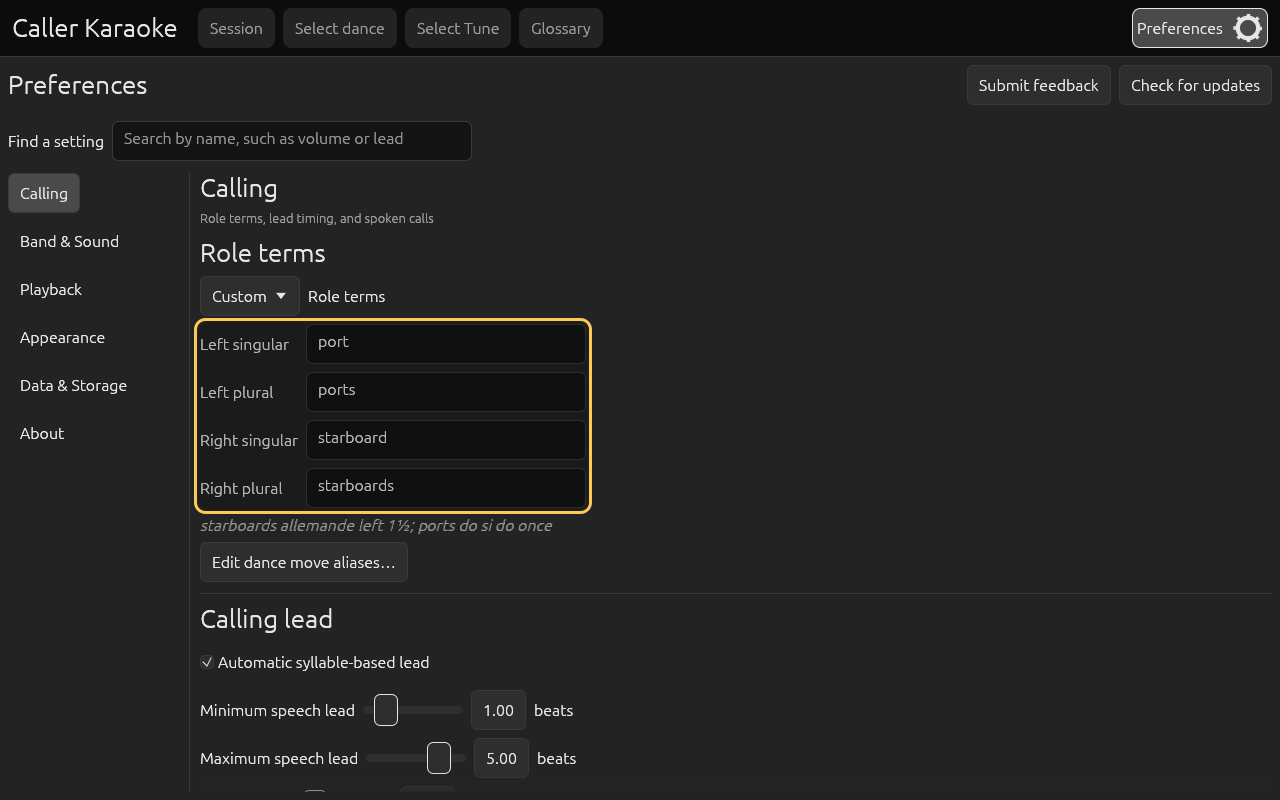 Caller Karaoke Session Select dance Select Tune Glossary Preferences
Preferences Submit feedback Check for updates
Find a setting Search by name, such as volume or lead
Calling
Band & Sound
Playback
Appearance
Data & Storage
About
Calling
Role terms, lead timing, and spoken calls
Role terms
Custom Role terms
Left singular port
Left plural ports
Right singular starboard
Right plural starboards
starboards allemande left 1½; ports do si do once
Edit dance move aliases…
Calling lead
Automatic syllable-based lead
Minimum speech lead 1.00 beats
Maximum speech lead 5.00 beats